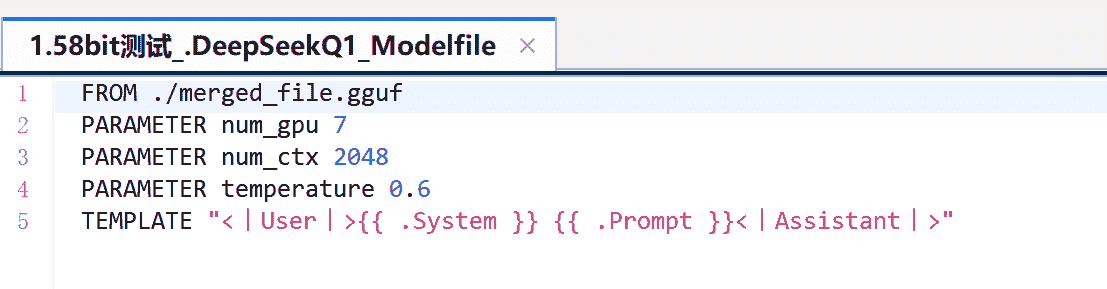 1.58bit测试_.DeepSeekQ1_Modelfile ×
1 FROM ./merged_file.gguf
2 PARAMETER num_gpu 7
3 PARAMETER num_ctx 2048
4 PARAMETER temperature 0.6
5 TEMPLATE "<|User|>{{ .System }} {{ .Prompt }}<|Assistant|>"